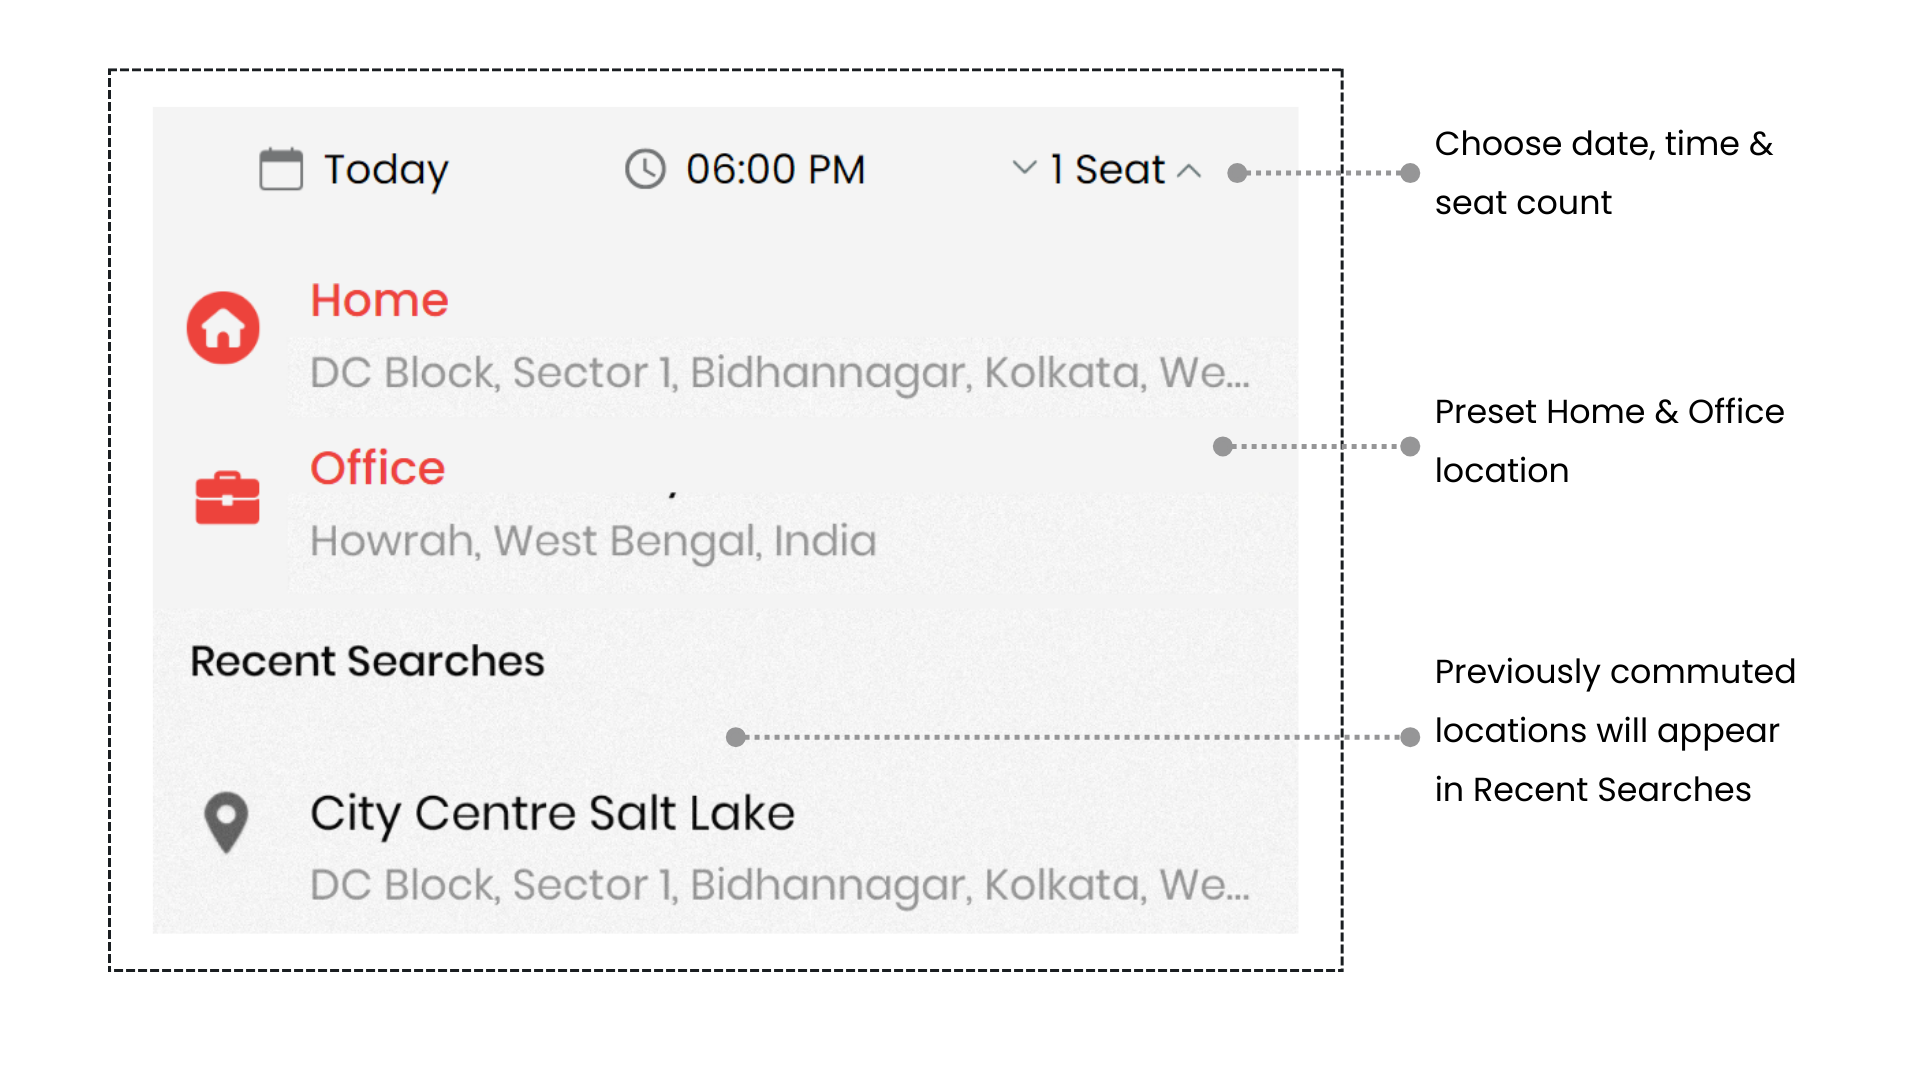 Today 06:00 PM 1 Seat
Choose date, time &
seat count
Home
DC Block, Sector 1, Bidhannagar, Kolkata, We...
Preset Home & Office
location
Office
Howrah, West Bengal, India
Recent Searches
Previously commuted
locations will appear
in Recent Searches
City Centre Salt Lake
DC Block, Sector 1, Bidhannagar, Kolkata, We...